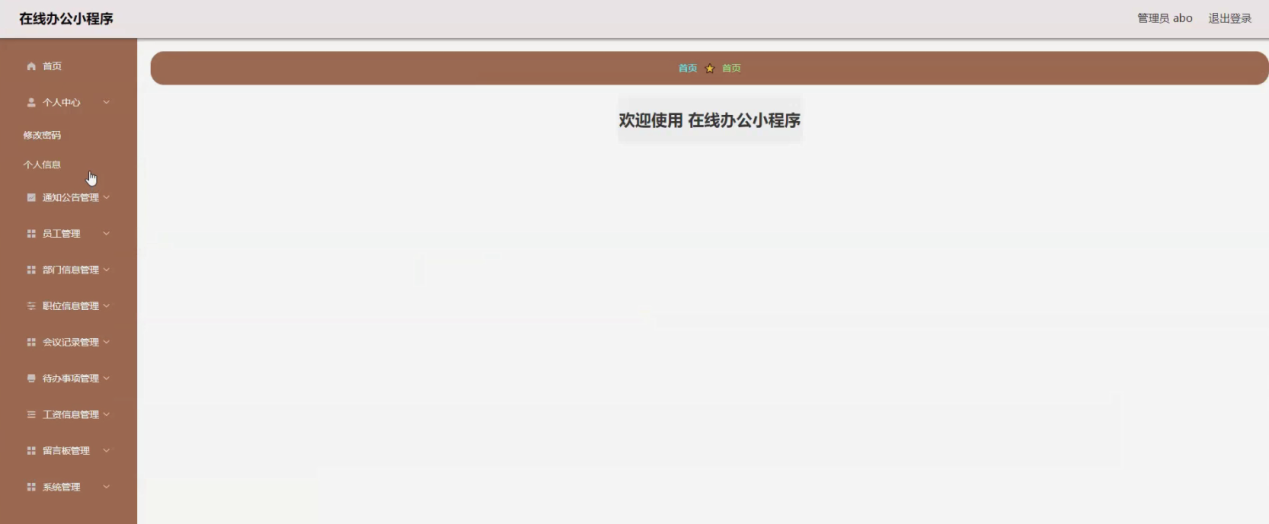 在线办公小程序
管理员 abo 退出登录
首页
个人中心
修改密码
个人信息
通知公告管理
员工管理
部门信息管理
职位信息管理
会议记录管理
待办事项管理
工资信息管理
留言板管理
系统管理
首页 首页
欢迎使用 在线办公小程序